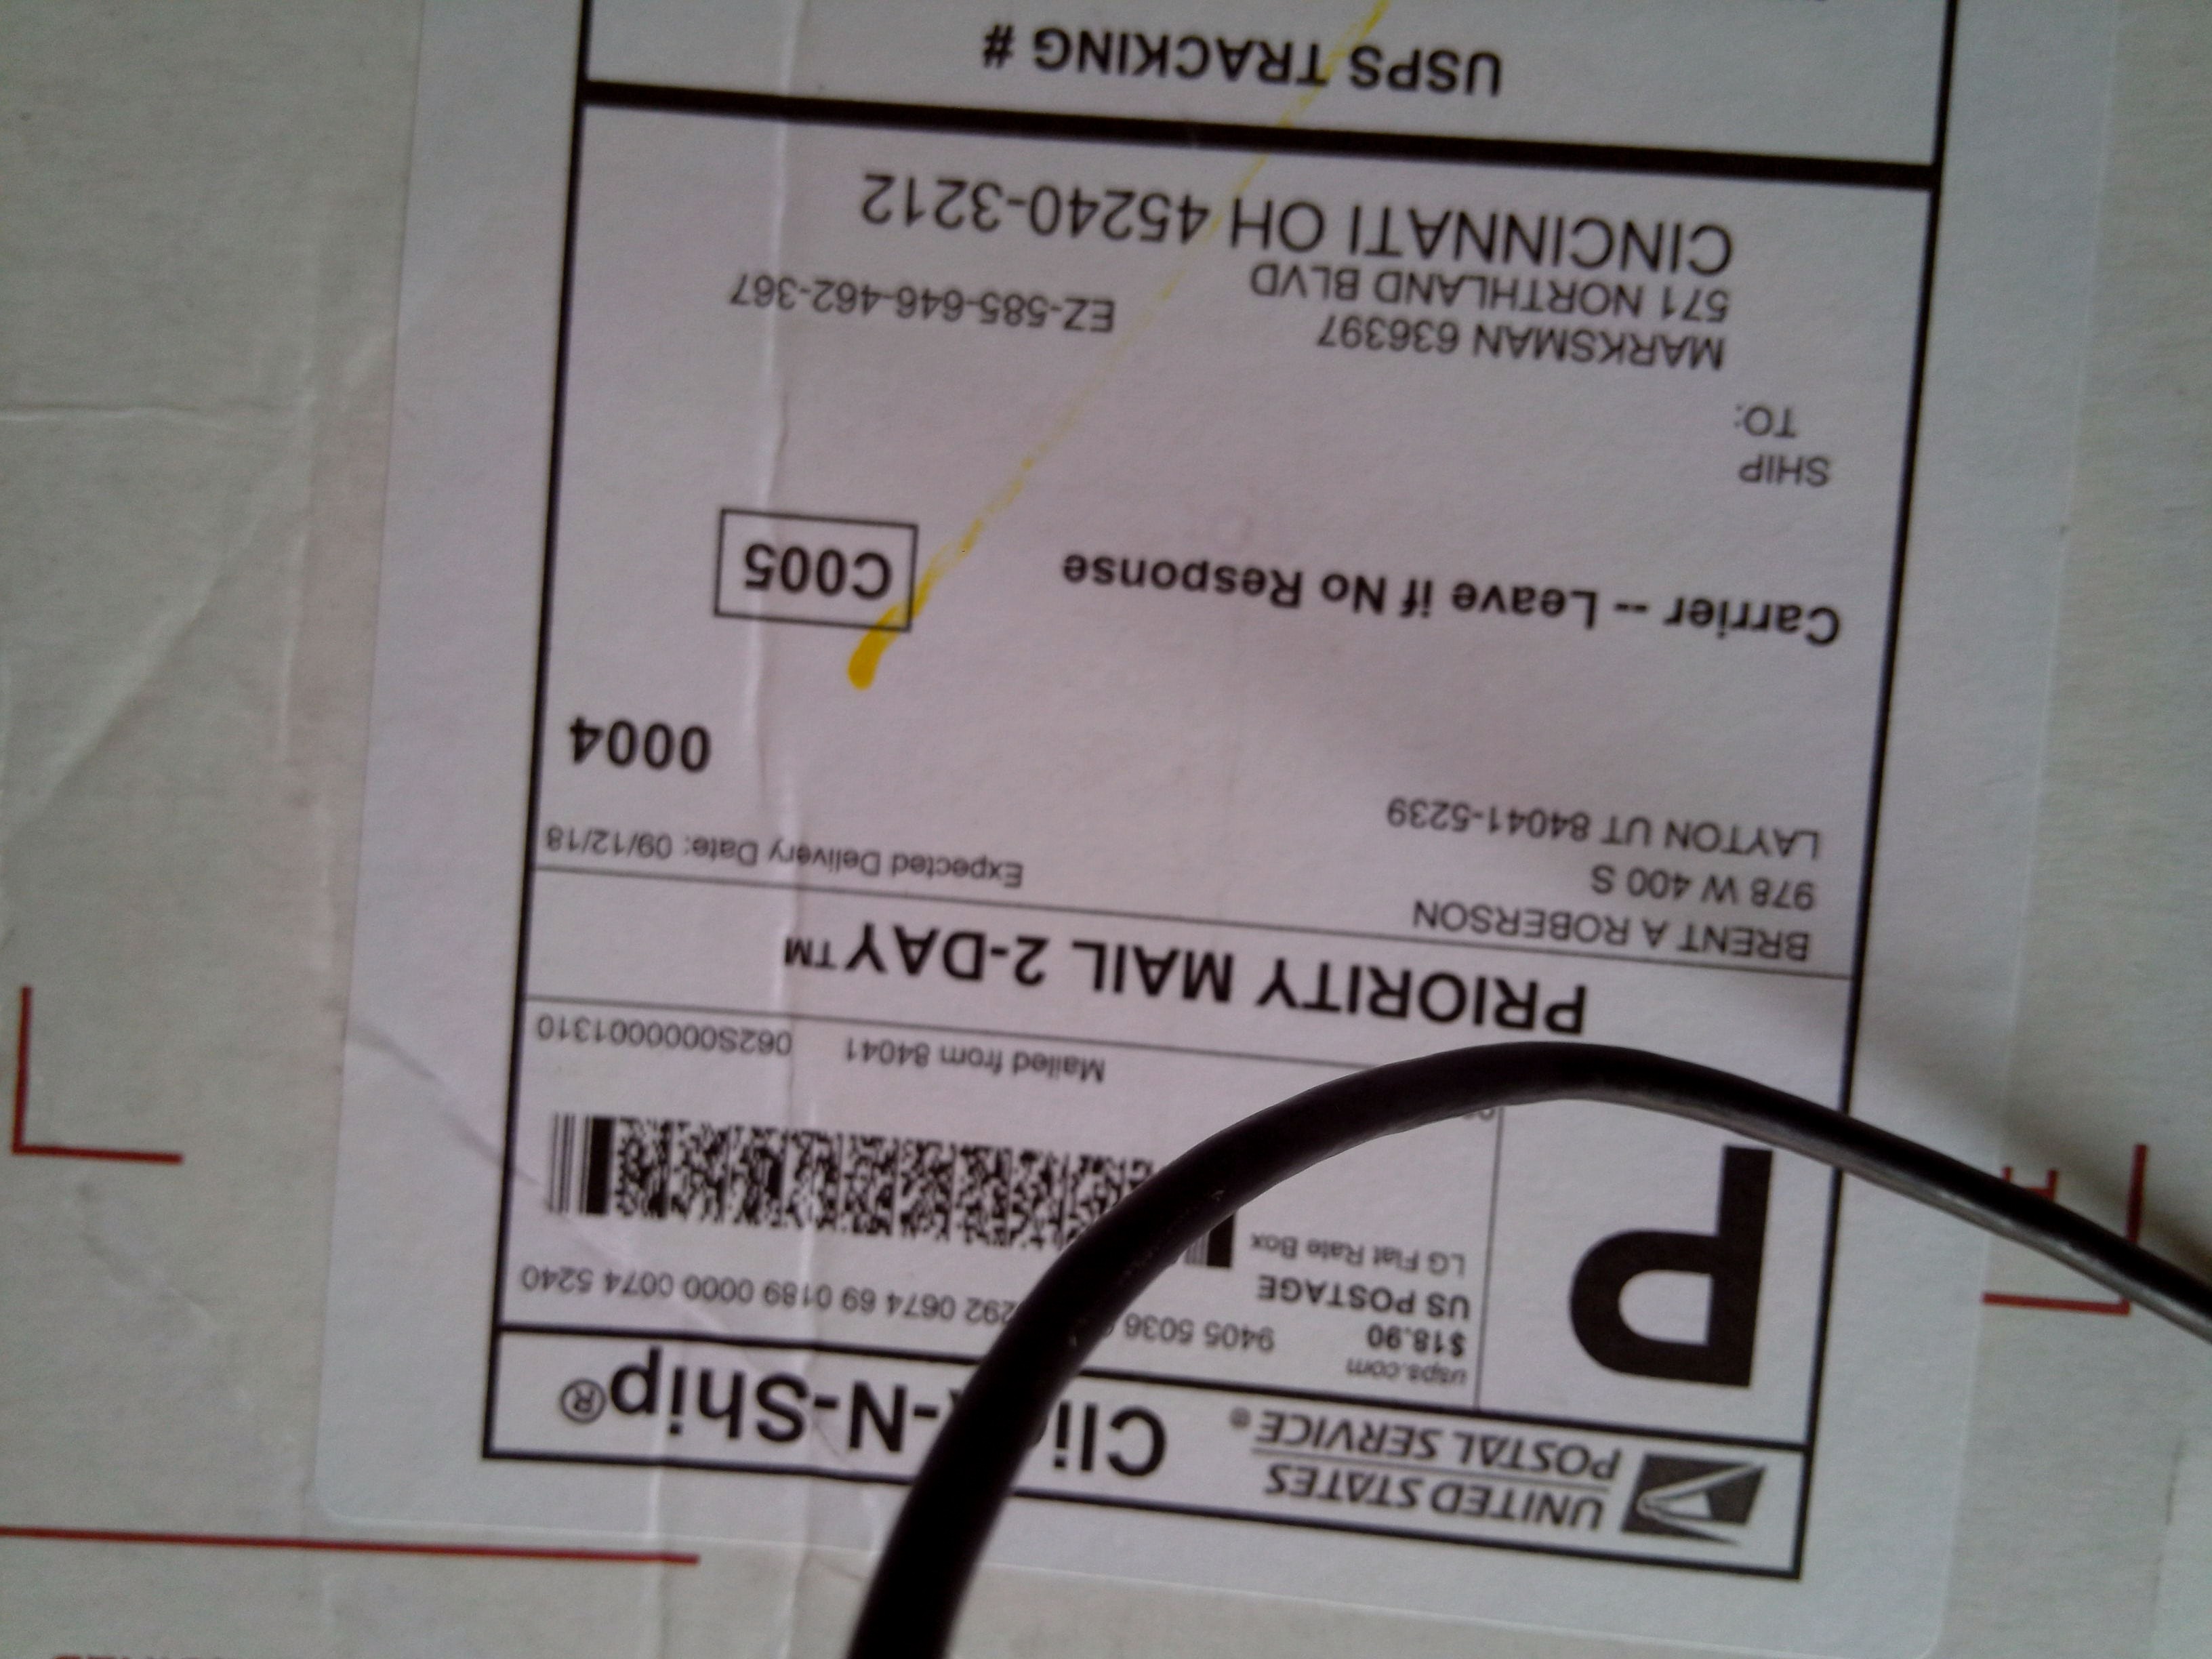 UNITED STATES
POSTAL SERVICE®
-N-Ship®
P
usps.com
$18.90
US POSTAGE
LG Flat Rate Box
9405 5036 292 0674 69 0189 0000 0074 5240
Mailed from 84041 062S0000001310
PRIORITY MAIL 2-DAY™
BRENT A ROBERSON
978 W 400 S
LAYTON UT 84041-5239
Expected Delivery Date: 09/12/18
0004
Carrier -- Leave if No Response
C005
SHIP
TO:
MARKSMAN 636397
571 NORTHLAND BLVD
CINCINNATI OH 45240-3212
EZ-585-646-462-367
USPS TRACKING #